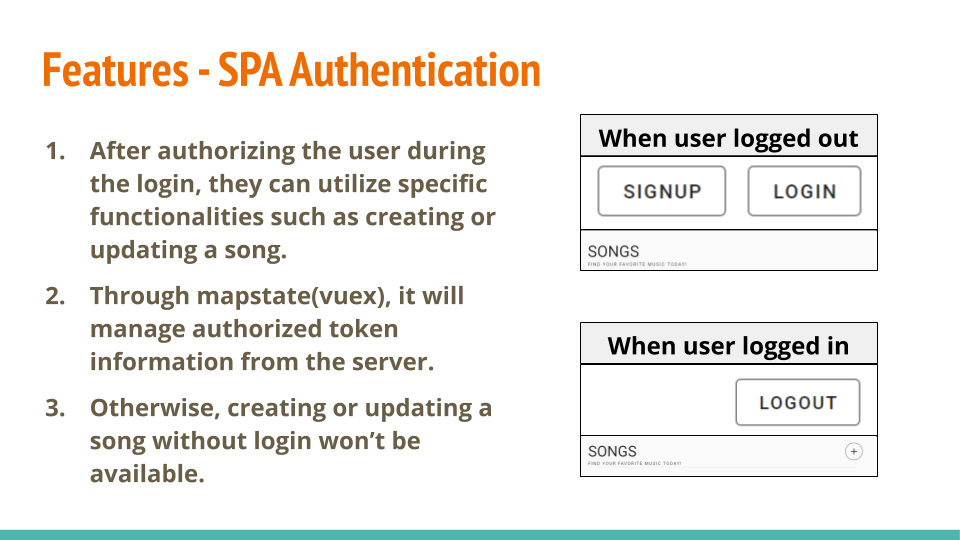 Features - SPA Authentication
1. After authorizing the user during
the login, they can utilize specific
functionalities such as creating or
updating a song.
2. Through mapstate(vuex), it will
manage authorized token
information from the server.
3. Otherwise, creating or updating a
song without login won’t be
available.
When user logged out
SIGNUP LOGIN
SONGS
FIND YOUR FAVORITE MUSIC TODAY!
When user logged in
LOGOUT
SONGS +
FIND YOUR FAVORITE MUSIC TODAY!